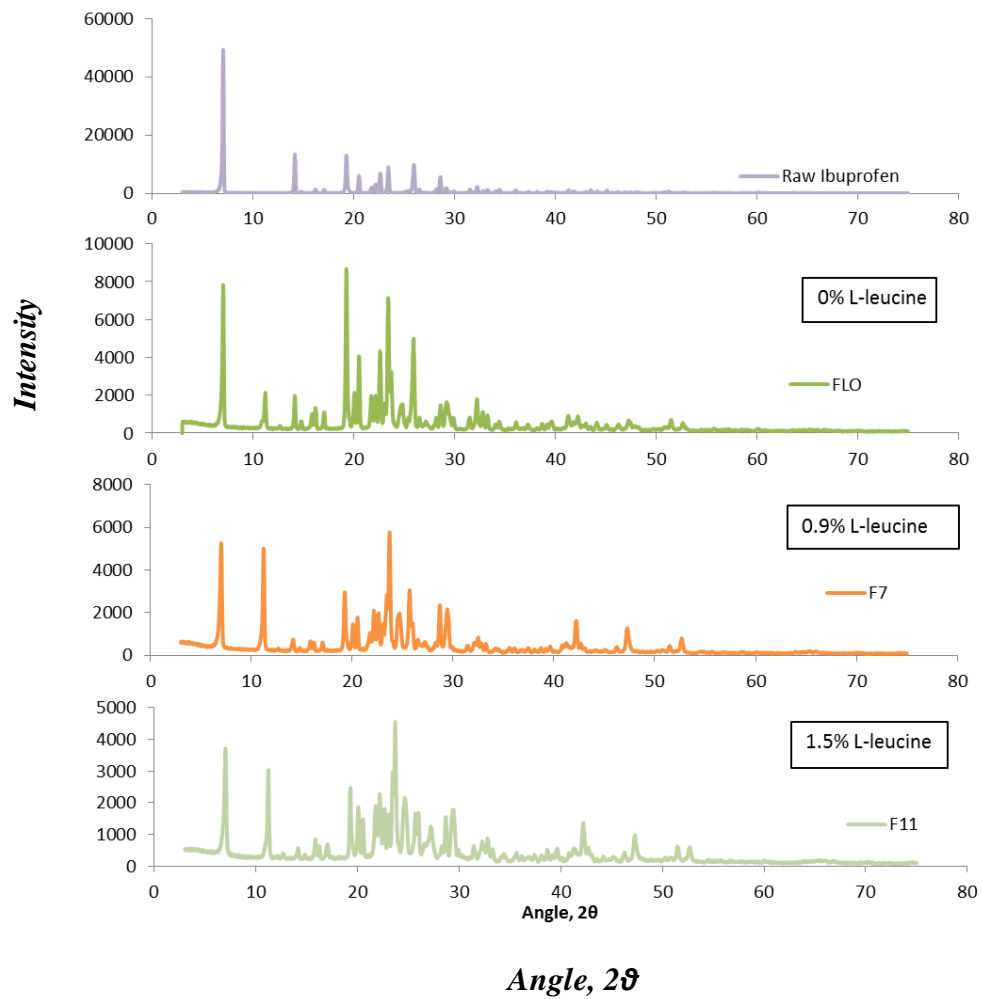 60000
40000
20000
0
0 10 20 30 40 50 60 70 80
Raw Ibuprofen
10000
8000
6000
4000
2000
0
0 10 20 30 40 50 60 70 80
0% L-leucine
FLO
Intensity
8000
6000
4000
2000
0
0 10 20 30 40 50 60 70 80
0.9% L-leucine
F7
5000
4000
3000
2000
1000
0
0 10 20 30 40 50 60 70 80
1.5% L-leucine
F11
Angle, 2θ
Angle, 2ϑ